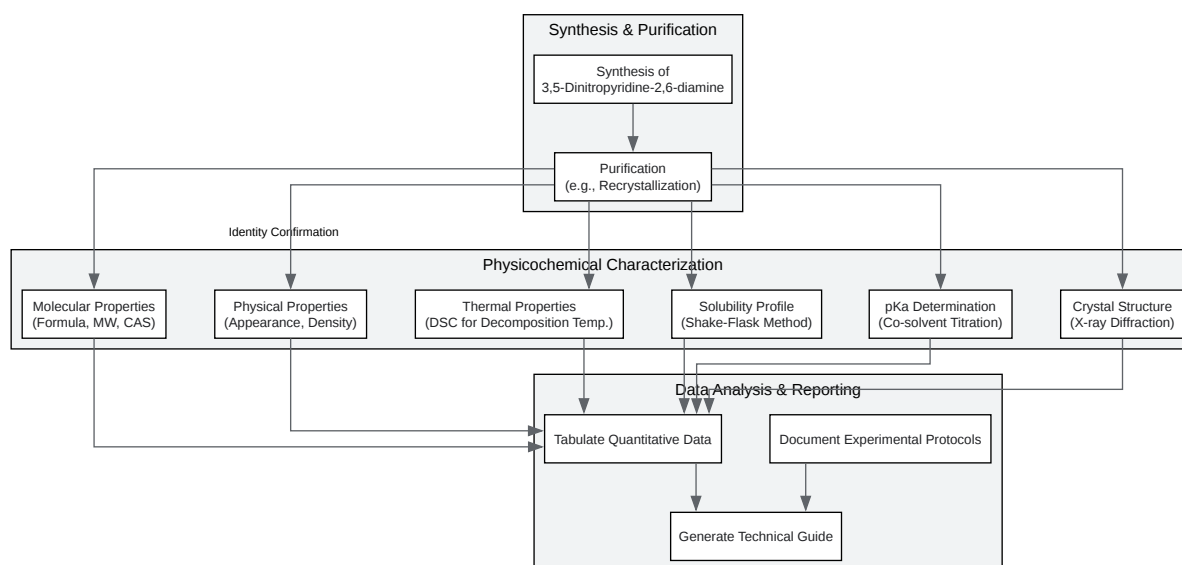 Synthesis & Purification
Synthesis of
3,5-Dinitropyridine-2,6-diamine
Purification
(e.g., Recrystallization)
Identity Confirmation
Physicochemical Characterization
Molecular Properties
(Formula, MW, CAS)
Physical Properties
(Appearance, Density)
Thermal Properties
(DSC for Decomposition Temp.)
Solubility Profile
(Shake-Flask Method)
pKa Determination
(Co-solvent Titration)
Crystal Structure
(X-ray Diffraction)
Data Analysis & Reporting
Tabulate Quantitative Data
Document Experimental Protocols
Generate Technical Guide